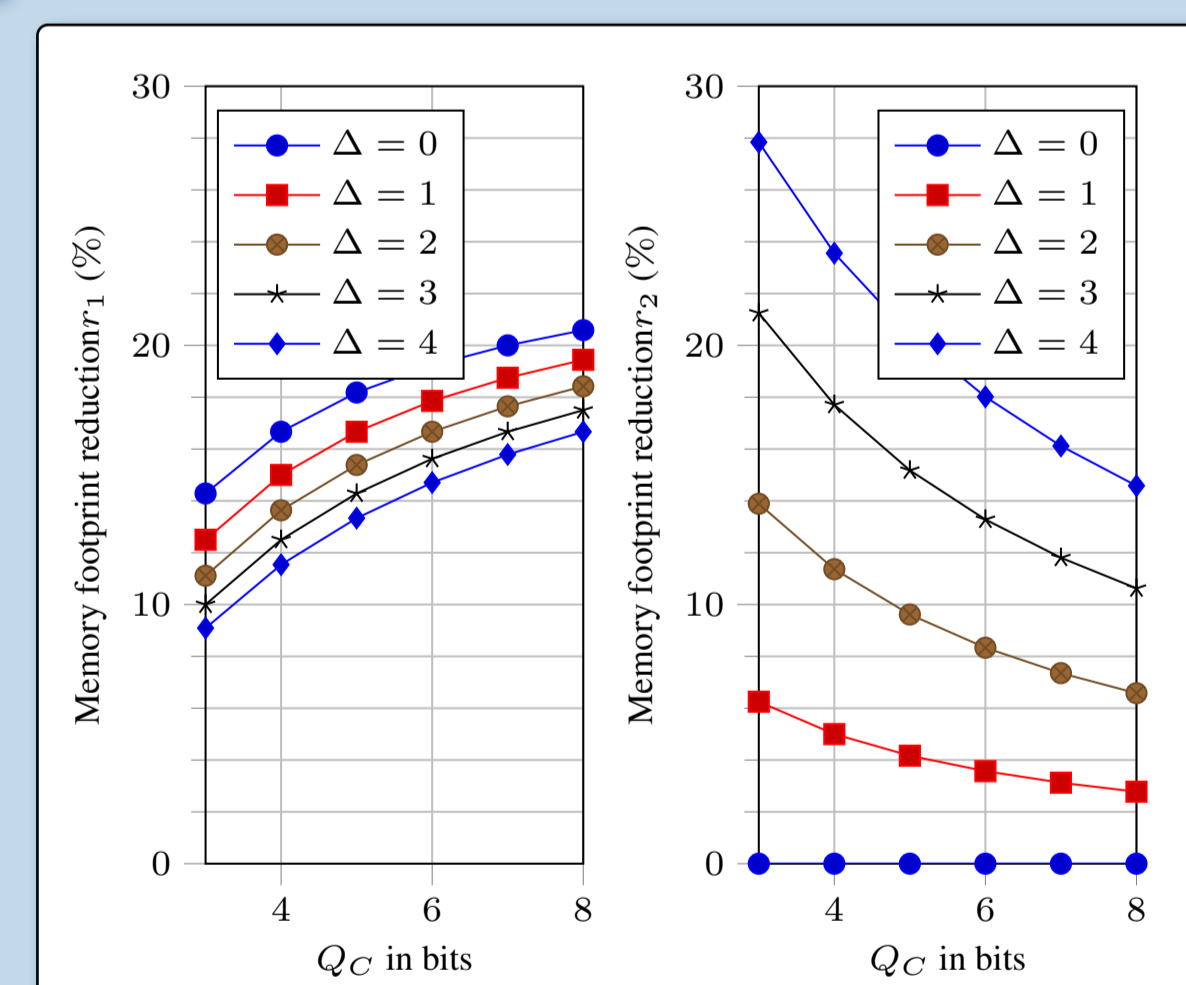 Memory footprint reductionr1 (%)
30
20
10
0
Δ = 0
Δ = 1
Δ = 2
Δ = 3
Δ = 4
4 6 8
QC in bits
Memory footprint reductionr2 (%)
30
20
10
0
Δ = 0
Δ = 1
Δ = 2
Δ = 3
Δ = 4
4 6 8
QC in bits